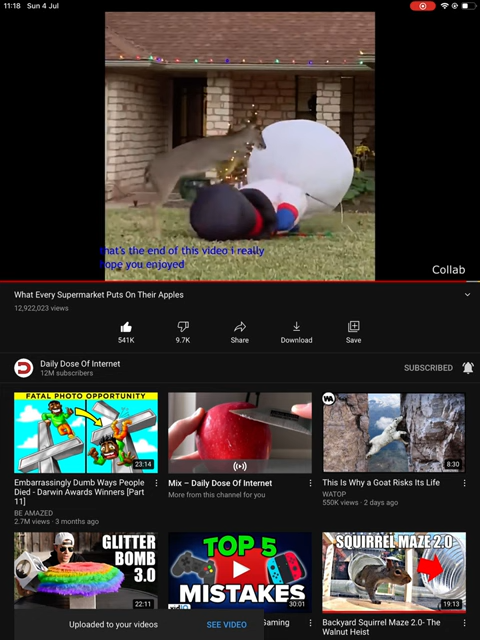 11:18 Sun 4 Jul
that's the end of this video i really
hope you enjoyed
Collab
What Every Supermarket Puts On Their Apples
12,922,023 views
541K
9.7K
Share
Download
Save
Daily Dose Of Internet
12M subscribers
SUBSCRIBED
FATAL PHOTO OPPORTUNITY
23:14
Embarrassingly Dumb Ways People
Died - Darwin Awards Winners [Part
11]
BE AMAZED
2.7M views · 3 months ago
Mix – Daily Dose Of Internet
More from this channel for you
WA
8:30
This Is Why a Goat Risks Its Life
WATOP
550K views · 2 days ago
GLITTER
BOMB
3.0
22:11
TOP 5
MISTAKES
30:01
Gaming
SQUIRREL MAZE 2.0
19:13
Backyard Squirrel Maze 2.0- The
Walnut Heist
Uploaded to your videos
SEE VIDEO